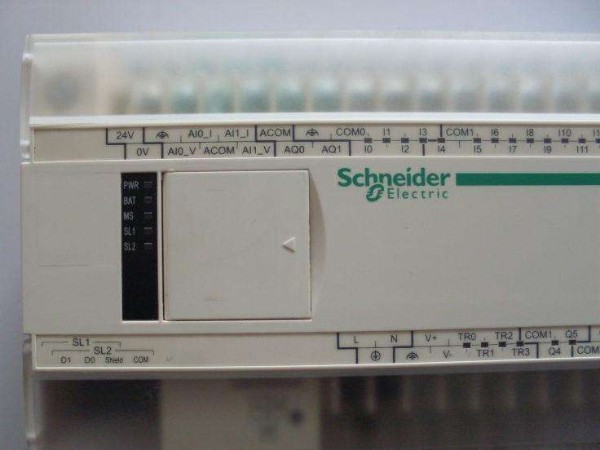 24V AI0_I AI1_I ACOM COM0 I1 I3 COM1 I6 I8 I10
0V AI0_V ACOM AI1_V AQ0 AQ1 I0 I2 I4 I5 I7 I9 I11
Schneider
Electric
PWR
BAT
MS
SL1
SL2
L N V+ TR0 TR2 COM1 Q5
V- TR1 TR3 Q4 COM
SL1
SL2
D1 D0 Shield COM